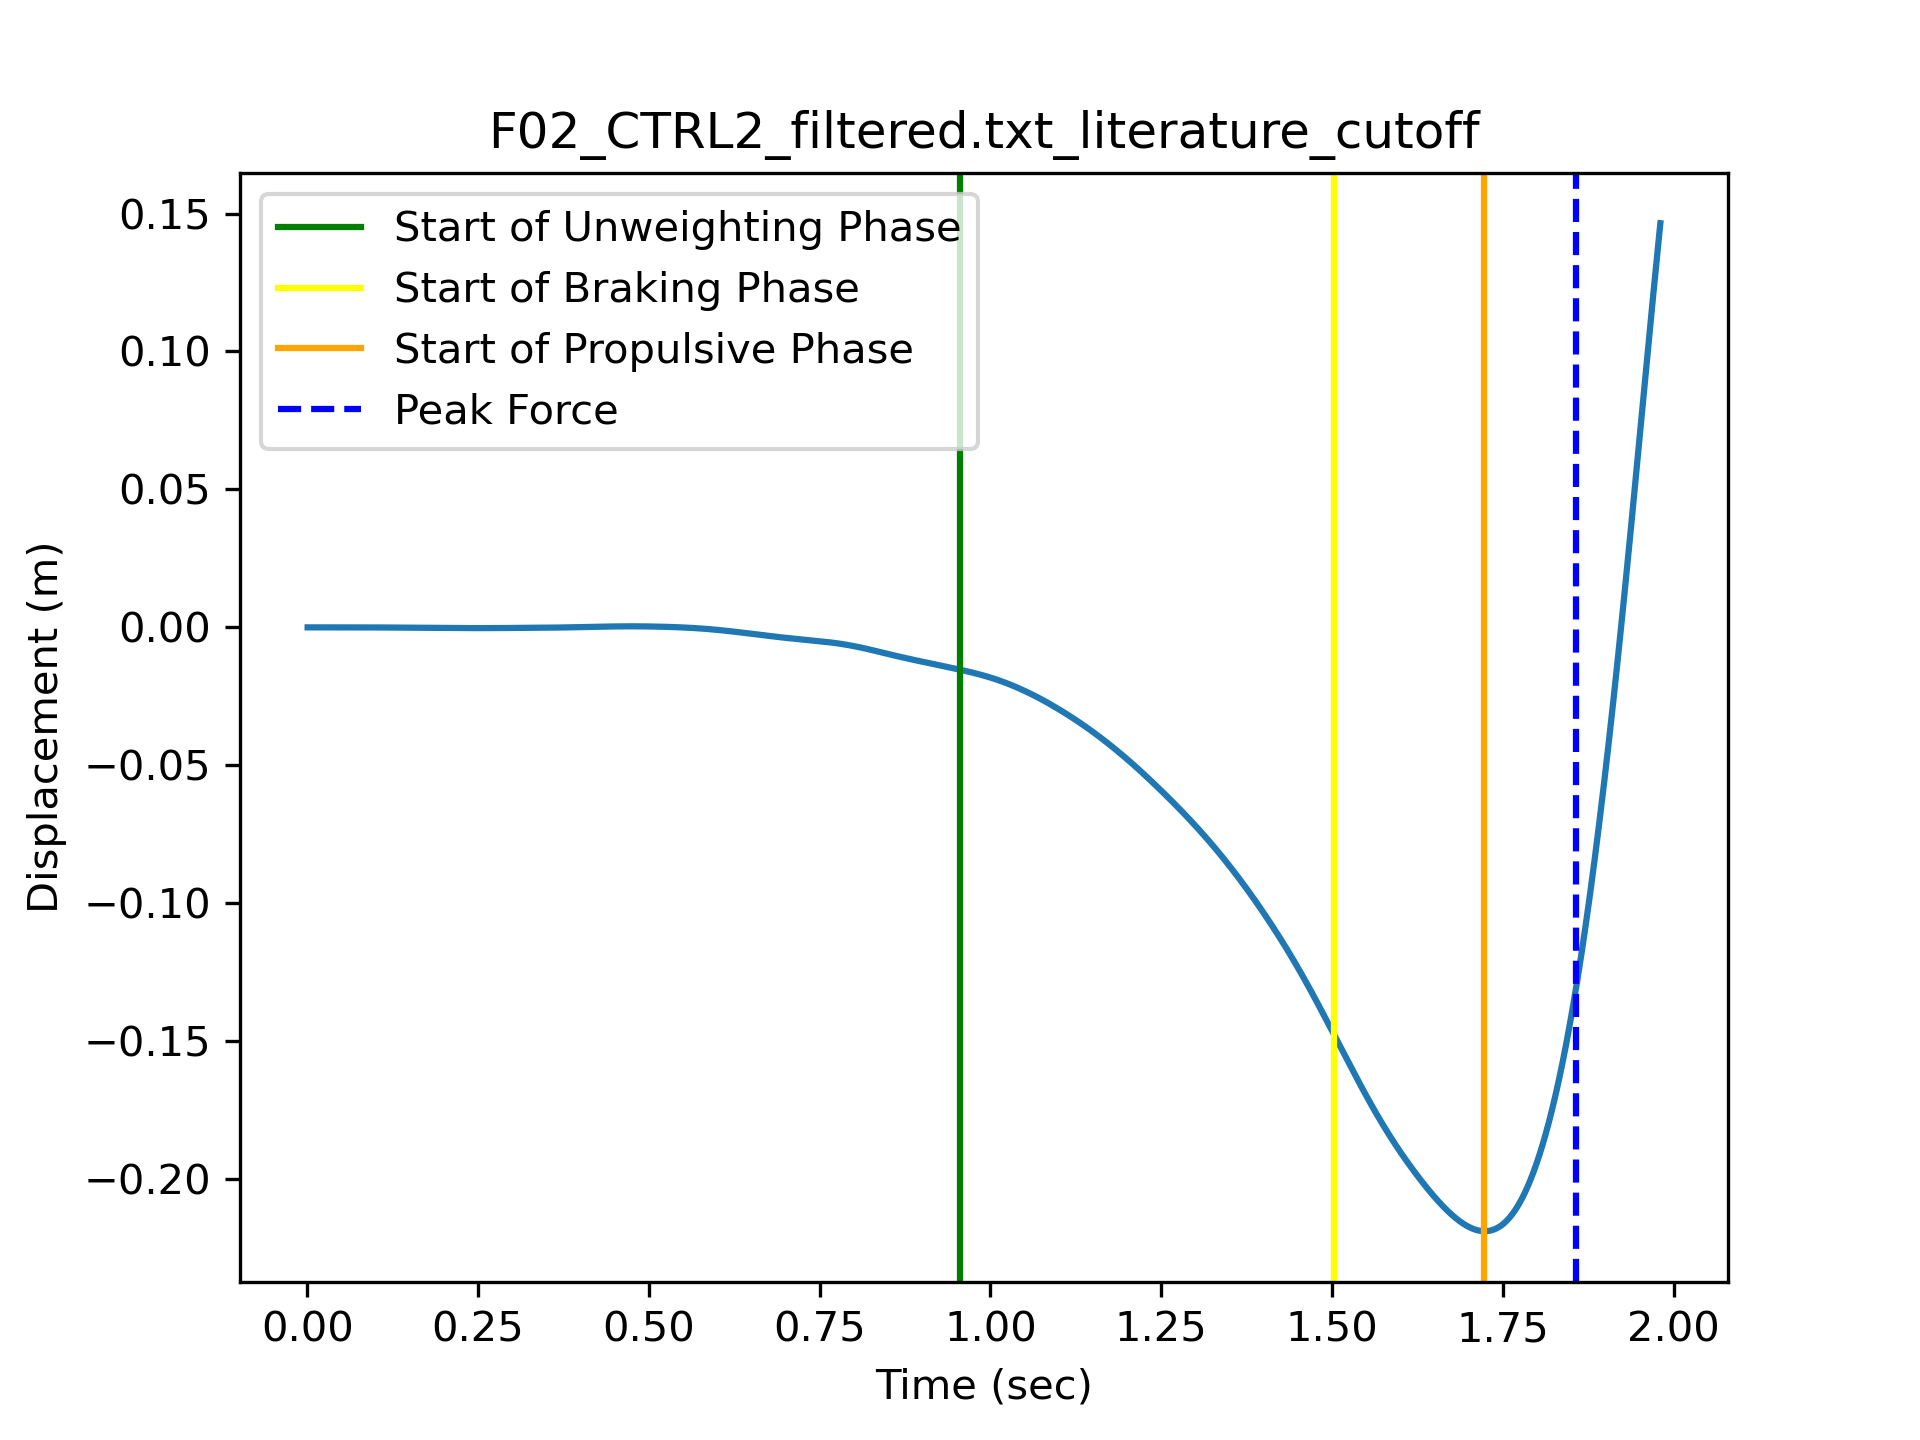 F02_CTRL2_filtered.txt_literature_cutoff
Start of Unweighting Phase
Start of Braking Phase
Start of Propulsive Phase
Peak Force
0.15
0.10
0.05
0.00
−0.05
−0.10
−0.15
−0.20
Displacement (m)
0.00 0.25 0.50 0.75 1.00 1.25 1.50 1.75 2.00
Time (sec)